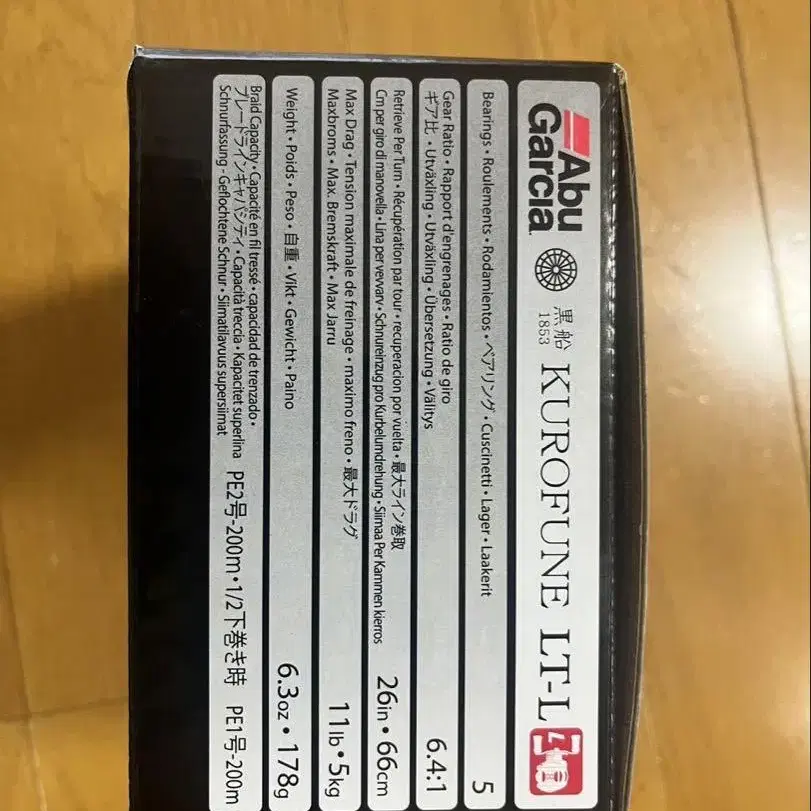 Abu
Garcia
黒船
1853
KUROFUNE LT-L
L
Bearings・Roulements・Rodamientos・ベアリング・Cuscinetti・Lager・Laakerit 5
Gear Ratio・Rapport d'engrenages・Ratio de giro
ギア比・Utväxling・Utväxling・Übersetzung・Välitys 6.4:1
Retrieve Per Turn・Récupération par tour・recuperacion por vuelta・最大ライン巻取
Cm per giro di manovella・Lina per vevvarv・Schnureinzug pro Kurbelumdrehung・Siimaa Per Kammen kierros 26in・66cm
Max Drag・Tension maximale de freinage・maximo freno・最大ドラグ
Maxbroms・Max. Bremskraft・Max Jarru 11lb・5kg
Weight・Poids・Peso・自重・Vikt・Gewicht・Paino 6.3oz・178g
Braid Capacity・Capacité en fil tressé・capacidad de trenzado・
ブレードラインキャパシティ・Capacità treccia・Kapacitet superlina
Schnurfassung - Geflochtene Schnur・Siimatilavuus supersiimat PE2号-200m・1/2下巻き時 PE1号-200m